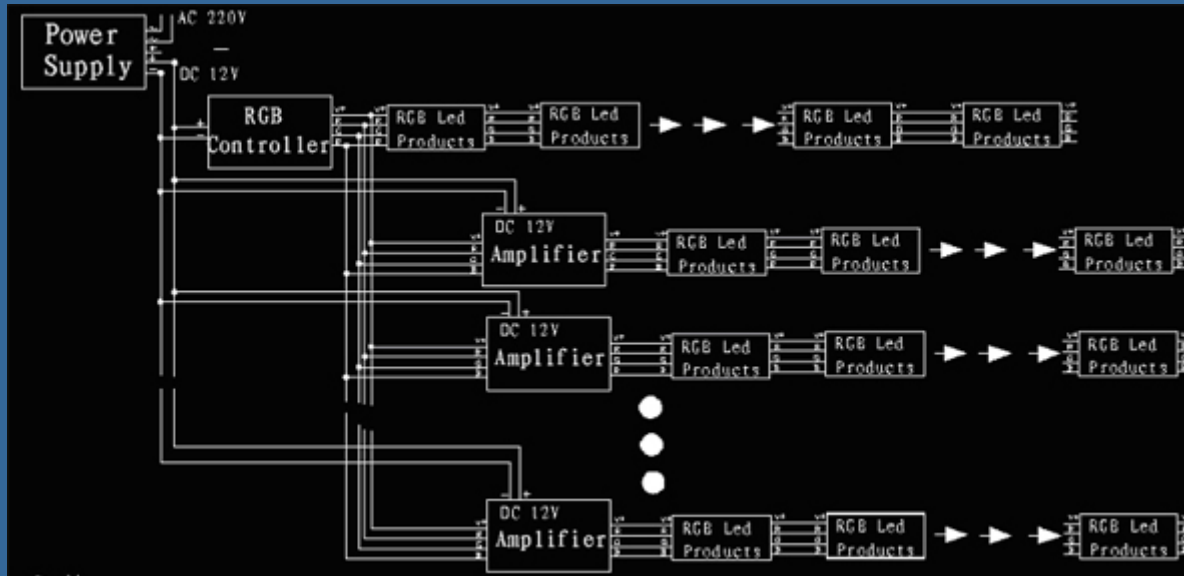 Power
Supply
AC 220V
DC 12V
RGB
Controller
RGB Led
Products
RGB Led
Products
RGB Led
Products
RGB Led
Products
DC 12V
Amplifier
RGB Led
Products
RGB Led
Products
RGB Led
Products
DC 12V
Amplifier
RGB Led
Products
RGB Led
Products
RGB Led
Products
DC 12V
Amplifier
RGB Led
Products
RGB Led
Products
RGB Led
Products